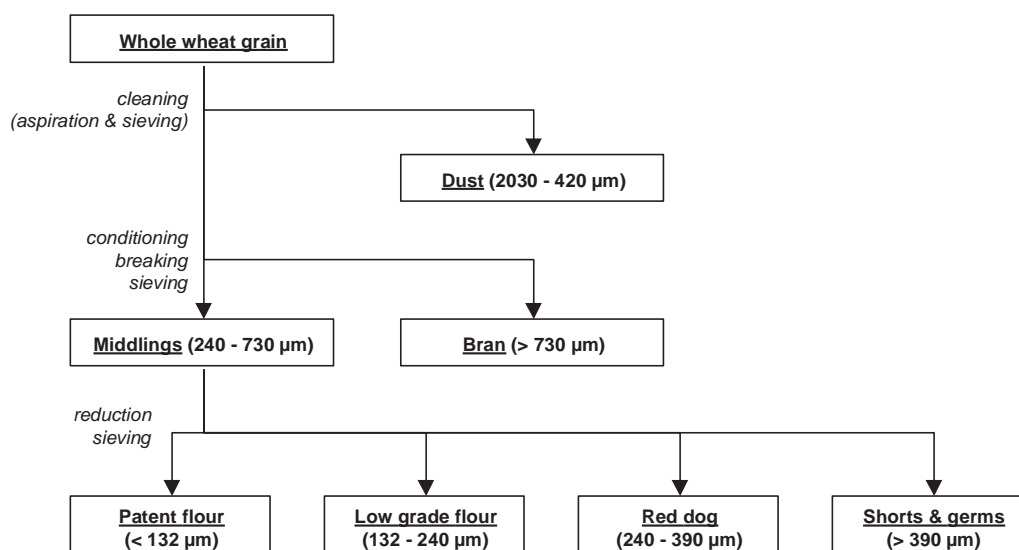 Whole wheat grain
cleaning
(aspiration & sieving)
Dust (2030 - 420 µm)
conditioning
breaking
sieving
Middlings (240 - 730 µm)
Bran (> 730 µm)
reduction
sieving
Patent flour
(< 132 µm)
Low grade flour
(132 - 240 µm)
Red dog
(240 - 390 µm)
Shorts & germs
(> 390 µm)